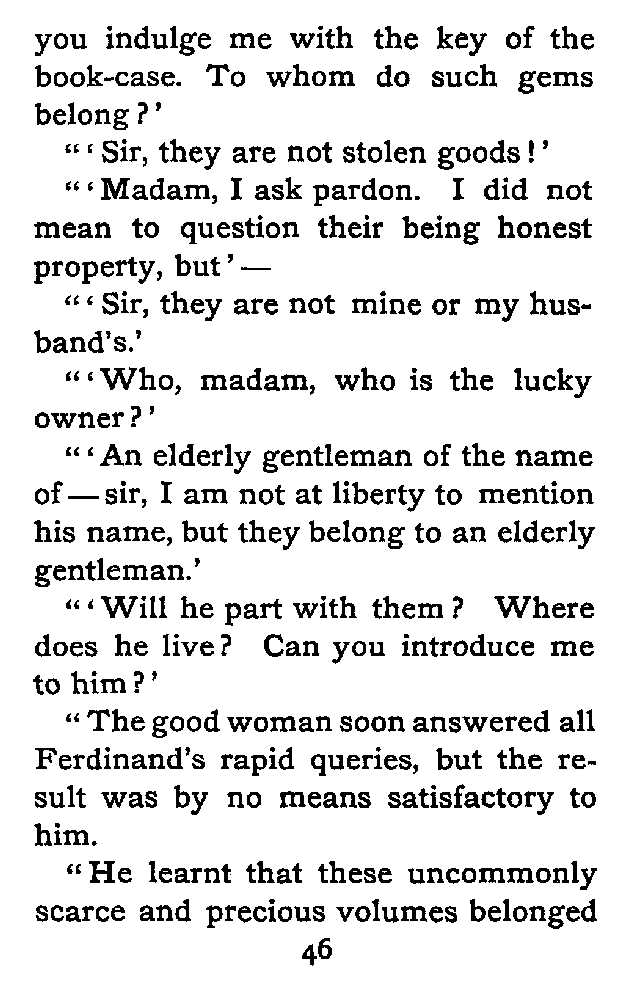 you indulge me with the key of the
book-case. To whom do such gems
belong?'
"'Sir, they are not stolen goods!'
"'Madam, I ask pardon. I did not
mean to question their being honest
property, but'—
"'Sir, they are not mine or my hus-
band's.'
"'Who, madam, who is the lucky
owner?'
"'An elderly gentleman of the name
of—sir, I am not at liberty to mention
his name, but they belong to an elderly
gentleman.'
"'Will he part with them? Where
does he live? Can you introduce me
to him?'
"The good woman soon answered all
Ferdinand's rapid queries, but the re-
sult was by no means satisfactory to
him.
"He learnt that these uncommonly
scarce and precious volumes belonged
46